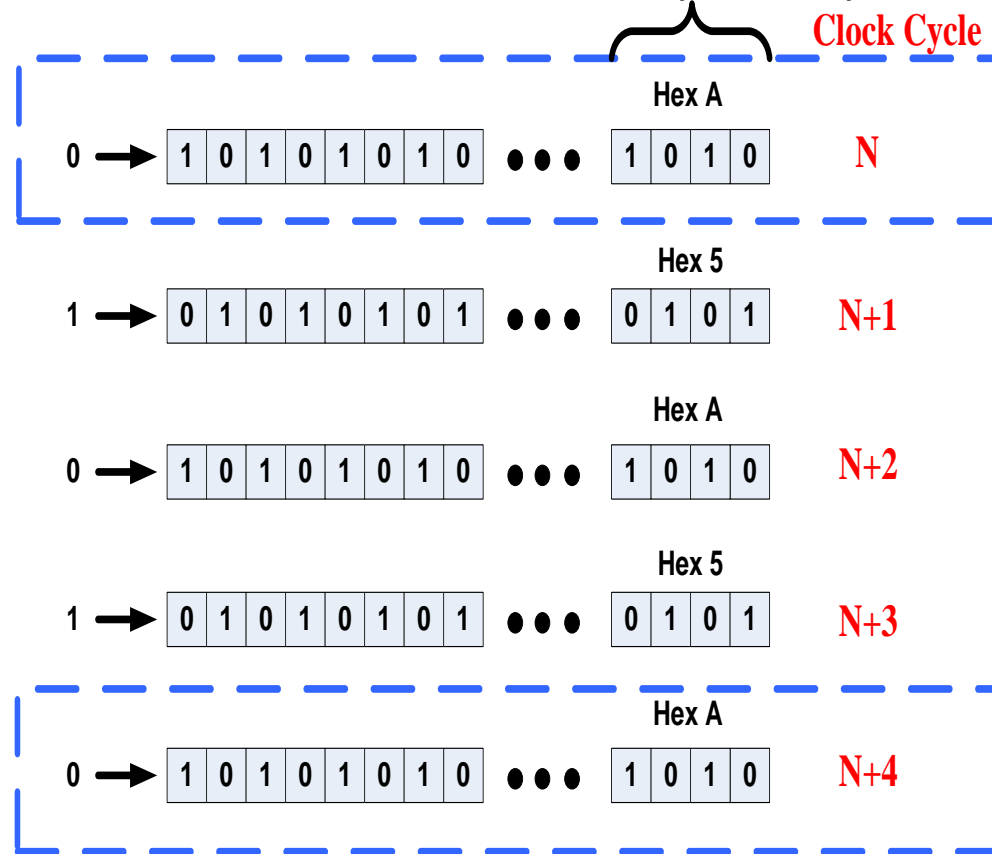 Clock Cycle
Hex A
0 1 0 1 0 1 0 1 0 1 0 1 0 N
Hex 5
1 0 1 0 1 0 1 0 1 0 1 0 1 N+1
Hex A
0 1 0 1 0 1 0 1 0 1 0 1 0 N+2
Hex 5
1 0 1 0 1 0 1 0 1 0 1 0 1 N+3
Hex A
0 1 0 1 0 1 0 1 0 1 0 1 0 N+4